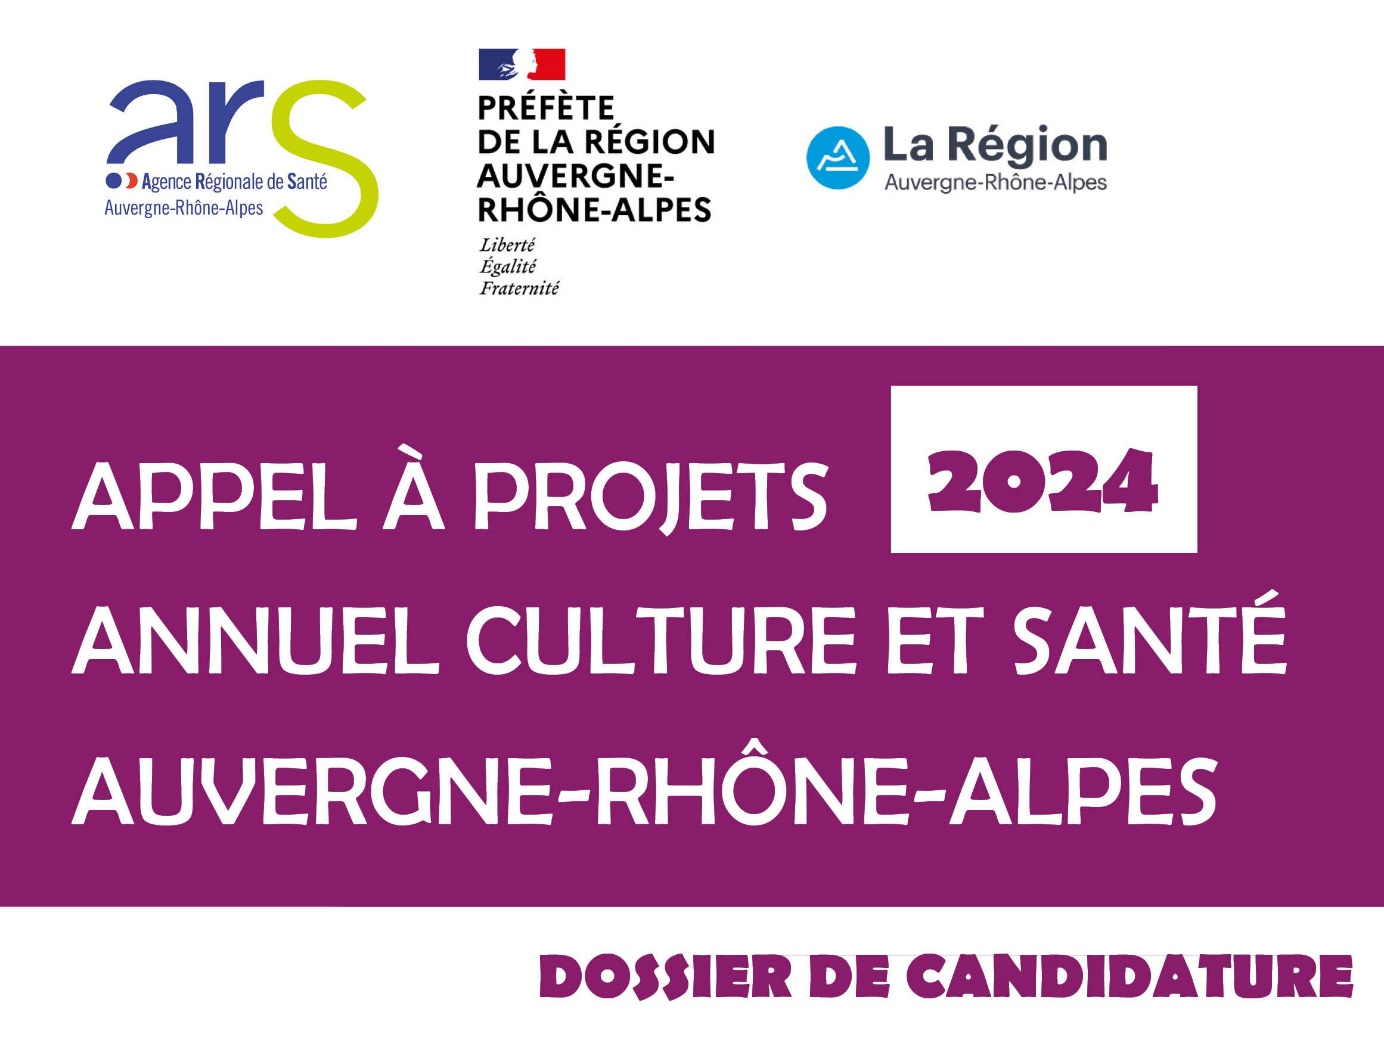 ars
Agence Régionale de Santé
Auvergne-Rhône-Alpes
PRÉFÈTE
DE LA RÉGION
AUVERGNE-
RHÔNE-ALPES
Liberté
Égalité
Fraternité
La Région
Auvergne-Rhône-Alpes
APPEL À PROJETS 2024
ANNUEL CULTURE ET SANTÉ
AUVERGNE-RHÔNE-ALPES
DOSSIER DE CANDIDATURE